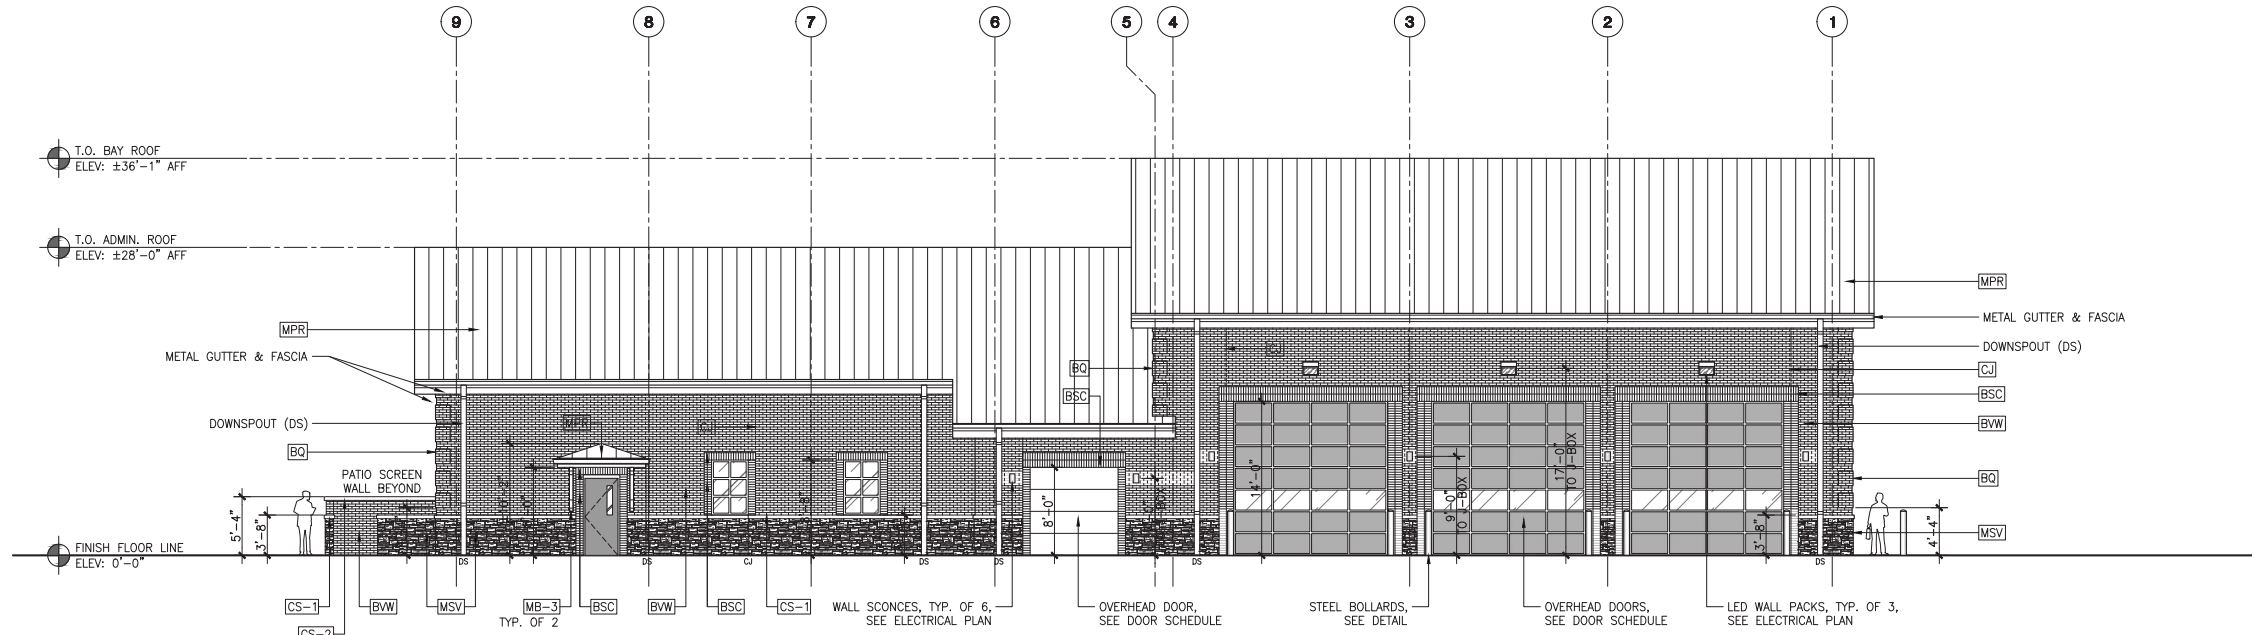 9
8
7
6
5
4
3
2
1
T.O. BAY ROOF
ELEV: ±36'-1" AFF
T.O. ADMIN. ROOF
ELEV: ±28'-0" AFF
MPR
MPR
METAL GUTTER & FASCIA
METAL GUTTER & FASCIA
DOWNSPOUT (DS)
CJ
BQ
CJ
BSC
BSC
DOWNSPOUT (DS)
MPR
CJ
BVW
BQ
PATIO SCREEN
WALL BEYOND
BQ
5'-4"
3'-8"
10'-2"
8'-0"
14'-0"
9'-0"
TO J-BOX
17'-0"
TO J-BOX
3'-8"
4'-4"
MSV
FINISH FLOOR LINE
ELEV: 0'-0"
DS
DS
CJ
DS
DS
DS
DS
CS-1
BVW
MSV
MB-3
TYP. OF 2
BSC
BVW
BSC
CS-1
WALL SCONCES, TYP. OF 6,
SEE ELECTRICAL PLAN
OVERHEAD DOOR,
SEE DOOR SCHEDULE
STEEL BOLLARDS,
SEE DETAIL
OVERHEAD DOORS,
SEE DOOR SCHEDULE
LED WALL PACKS, TYP. OF 3,
SEE ELECTRICAL PLAN
CS-2